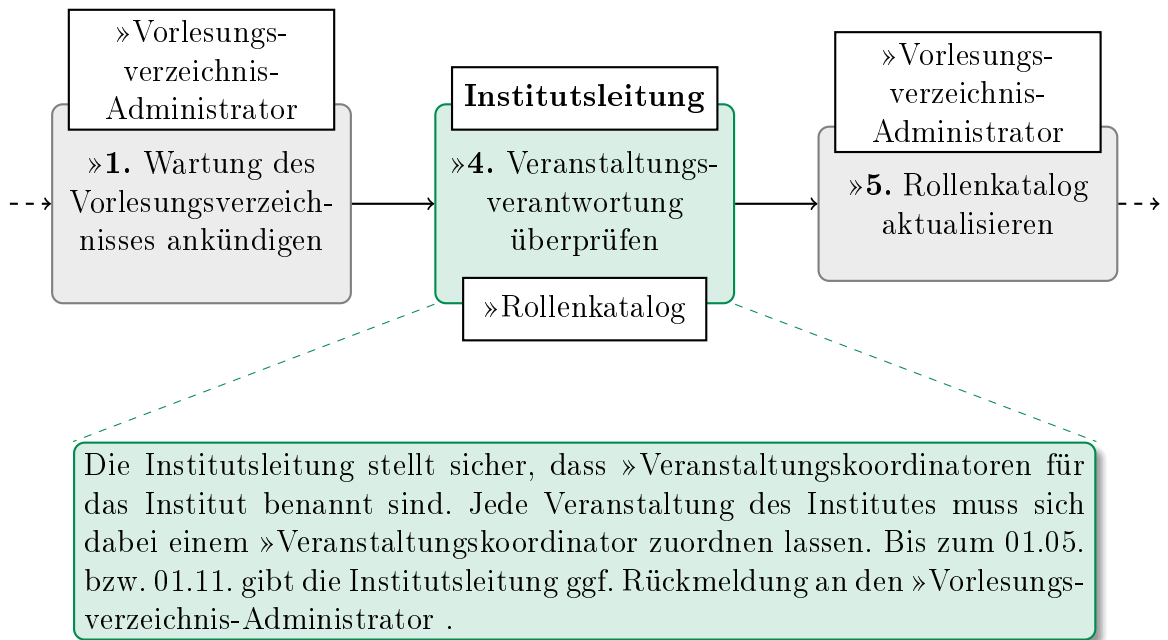 »Vorlesungs-
verzeichnis-
Administrator
»1. Wartung des
Vorlesungsverzeich-
nisses ankündigen
Institutsleitung
»4. Veranstaltungs-
verantwortung
überprüfen
»Rollenkatalog
»Vorlesungs-
verzeichnis-
Administrator
»5. Rollenkatalog
aktualisieren
Die Institutsleitung stellt sicher, dass »Veranstaltungskoordinatoren für
das Institut benannt sind. Jede Veranstaltung des Institutes muss sich
dabei einem »Veranstaltungskoordinator zuordnen lassen. Bis zum 01.05.
bzw. 01.11. gibt die Institutsleitung ggf. Rückmeldung an den »Vorlesungs-
verzeichnis-Administrator .